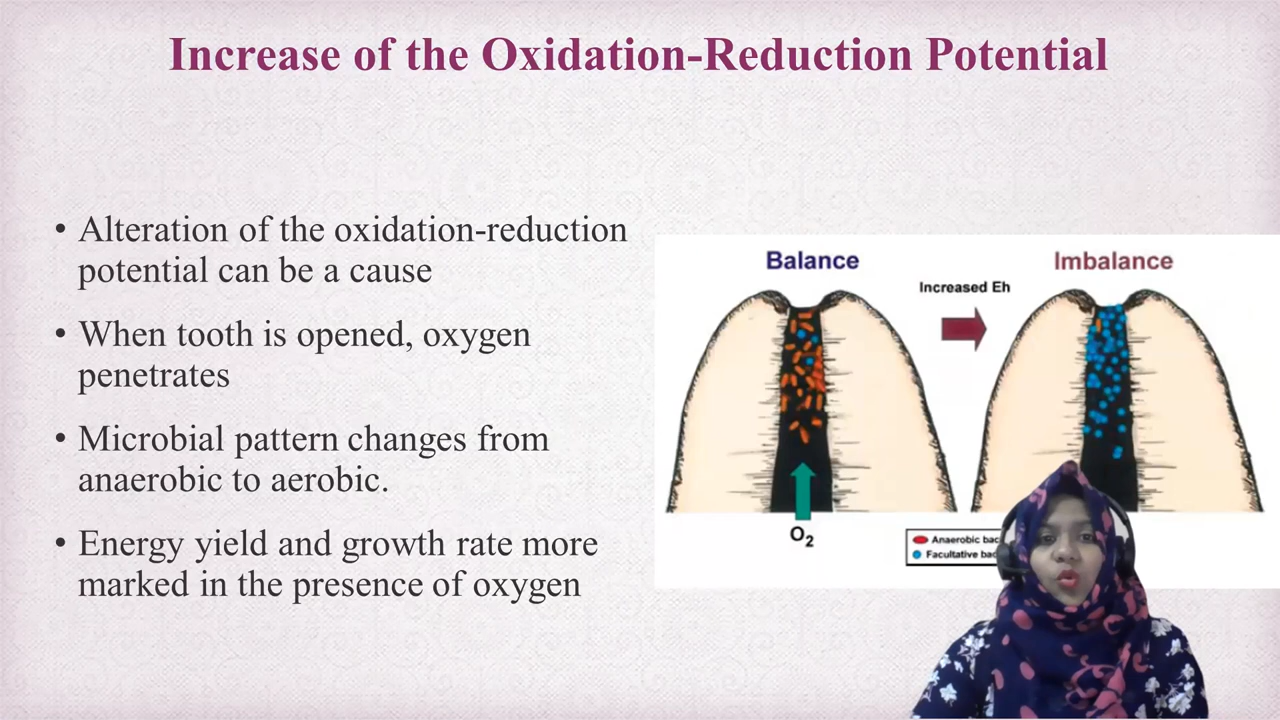 Increase of the Oxidation-Reduction Potential
• Alteration of the oxidation-reduction
potential can be a cause
• When tooth is opened, oxygen
penetrates
• Microbial pattern changes from
anaerobic to aerobic.
• Energy yield and growth rate more
marked in the presence of oxygen
Balance
Increased Eh
Imbalance
O2
Anaerobic
Facultative